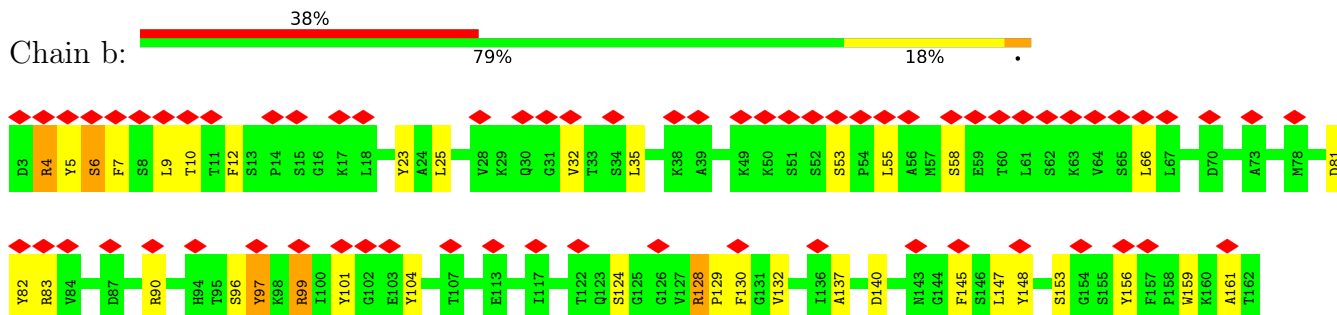 38%
Chain b:
79% 18% .
D3 R4 Y5 S6 F7 S8 L9 T10 T11 F12 S13 P14 S15 G16 K17 L18 Y23 A24 L25 V28 K29 Q30 G31 V32 T33 S34 L35 K38 A39 K49 K50 S51 S52 S53 P54 L55 A56 M57 S58 E59 T60 L61 S62 K63 V64 S65 L66 L67 D70 A73 M78 D81
Y82 R83 V84 D87 R90 H94 T95 S96 Y97 K98 R99 I100 Y101 G102 E103 Y104 T107 E113 I117 T122 Q123 S124 G125 G126 V127 R128 P129 F130 G131 V132 I136 A137 D140 N143 G144 F145 S146 L147 Y148 S153 G154 S155 Y156 F157 P158 W159 K160 A161 T162